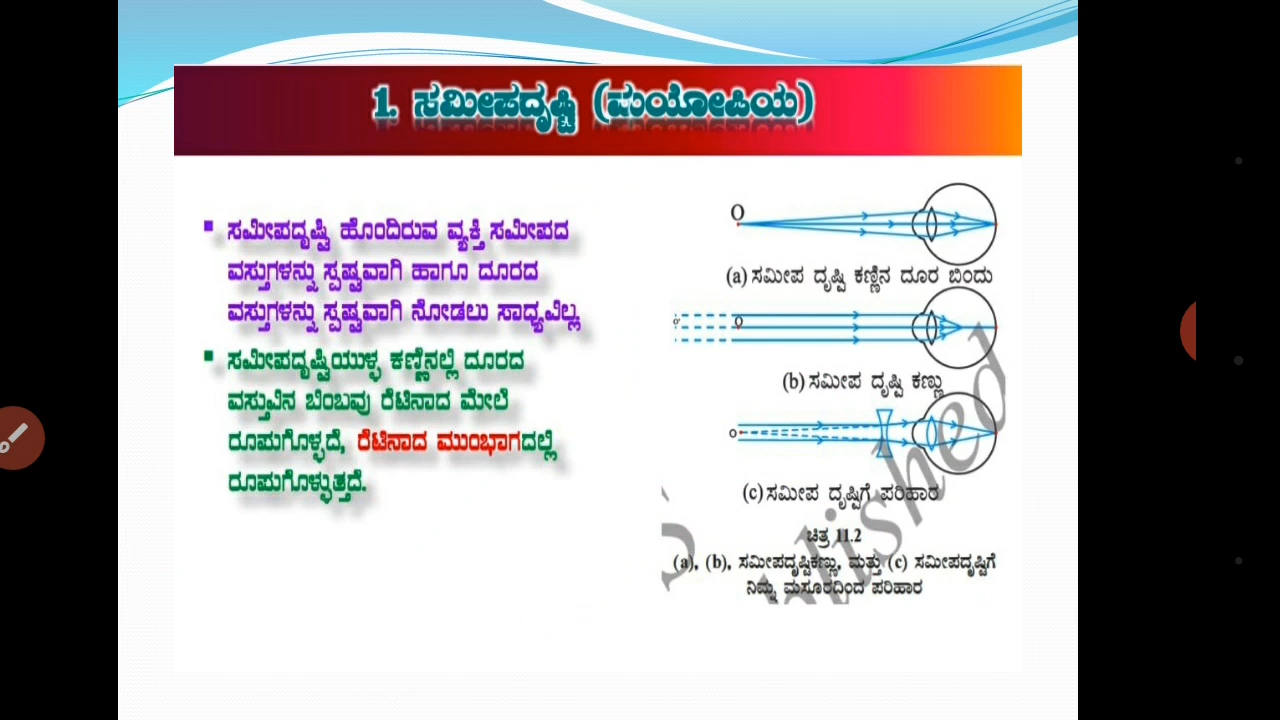 1. ಸಮೀಪದೃಷ್ಟಿ (ಮಯೋಪಿಯ)
▪ ಸಮೀಪದೃಷ್ಟಿ ಹೊಂದಿರುವ ವ್ಯಕ್ತಿ ಸಮೀಪದ
ವಸ್ತುಗಳನ್ನು ಸ್ಪಷ್ಟವಾಗಿ ಹಾಗೂ ದೂರದ
ವಸ್ತುಗಳನ್ನು ಸ್ಪಷ್ಟವಾಗಿ ನೋಡಲು ಸಾಧ್ಯವಿಲ್ಲ
▪ ಸಮೀಪದೃಷ್ಟಿಯುಳ್ಳ ಕಣ್ಣಿನಲ್ಲಿ ದೂರದ
ವಸ್ತುವಿನ ಬಿಂಬವು ರೆಟಿನಾದ ಮೇಲೆ
ರೂಪುಗೊಳ್ಳದೆ, ರೆಟಿನಾದ ಮುಂಭಾಗದಲ್ಲಿ
ರೂಪುಗೊಳ್ಳುತ್ತದೆ.
O
(a) ಸಮೀಪ ದೃಷ್ಟಿ ಕಣ್ಣಿನ ದೂರ ಬಿಂದು
O
(b) ಸಮೀಪ ದೃಷ್ಟಿ ಕಣ್ಣು
O
(c) ಸಮೀಪ ದೃಷ್ಟಿಗೆ ಪರಿಹಾರ
ಚಿತ್ರ 11.2
(a), (b), ಸಮೀಪದೃಷ್ಟಿಕಣ್ಣು, ಮತ್ತು (c) ಸಮೀಪದೃಷ್ಟಿಗೆ
ನಿಮ್ನ ಮಸೂರದಿಂದ ಪರಿಹಾರ